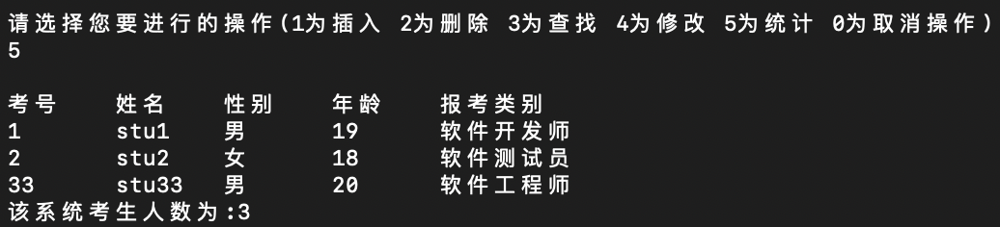 请选择您要进行的操作(1为插入 2为删除 3为查找 4为修改 5为统计 0为取消操作)
5
考号 姓名 性别 年龄 报考类别
1 stu1 男 19 软件开发师
2 stu2 女 18 软件测试员
33 stu33 男 20 软件工程师
该系统考生人数为:3